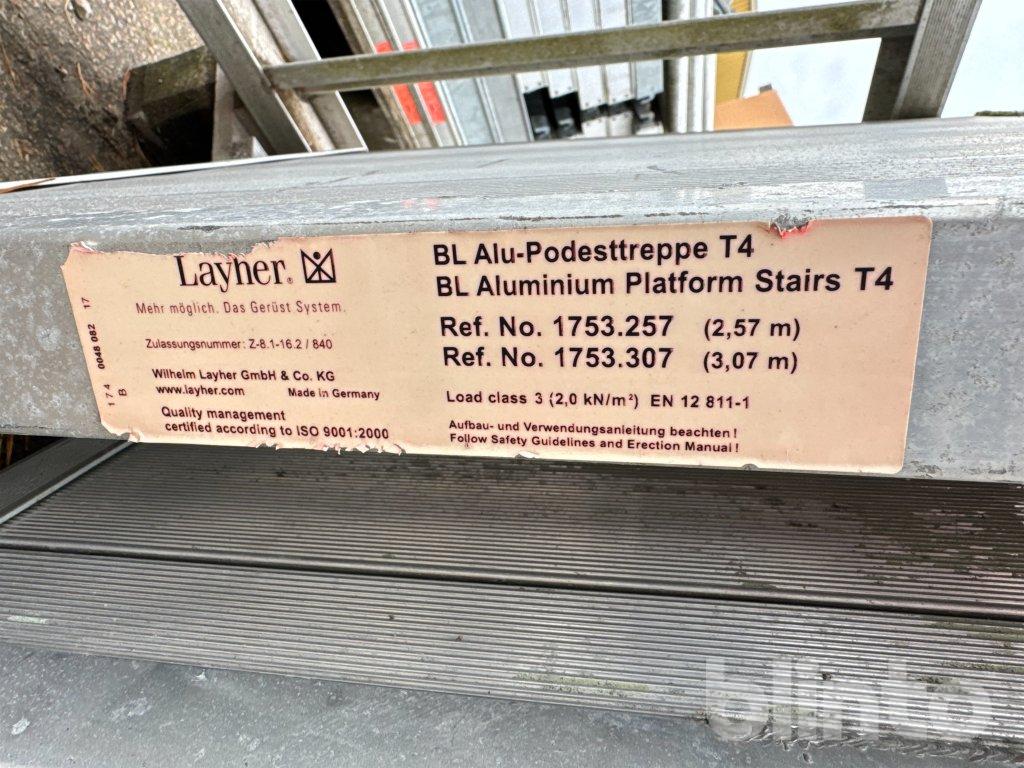 Layher®
Mehr möglich. Das Gerüst System.
Zulassungsnummer: Z-8.1-16.2 / 840
Wilhelm Layher GmbH & Co. KG
www.layher.com Made in Germany
Quality management
certified according to ISO 9001:2000
174 0048 082 17
B
BL Alu-Podesttreppe T4
BL Aluminium Platform Stairs T4
Ref. No. 1753.257 (2,57 m)
Ref. No. 1753.307 (3,07 m)
Load class 3 (2,0 kN/m²) EN 12 811-1
Aufbau- und Verwendungsanleitung beachten!
Follow Safety Guidelines and Erection Manual!
blinto